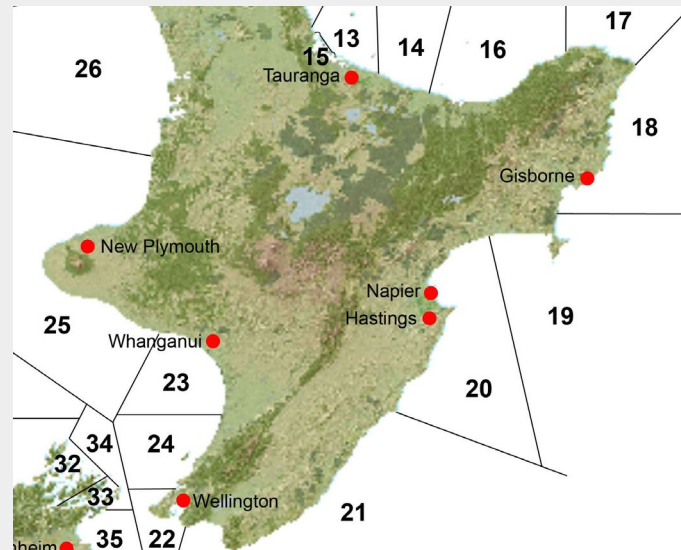 17
13
14
16
15
26
Tauranga
18
Gisborne
New Plymouth
Napier
19
Hastings
25
Whanganui
23
20
34
24
32
33
Wellington
21
22
35
nheim